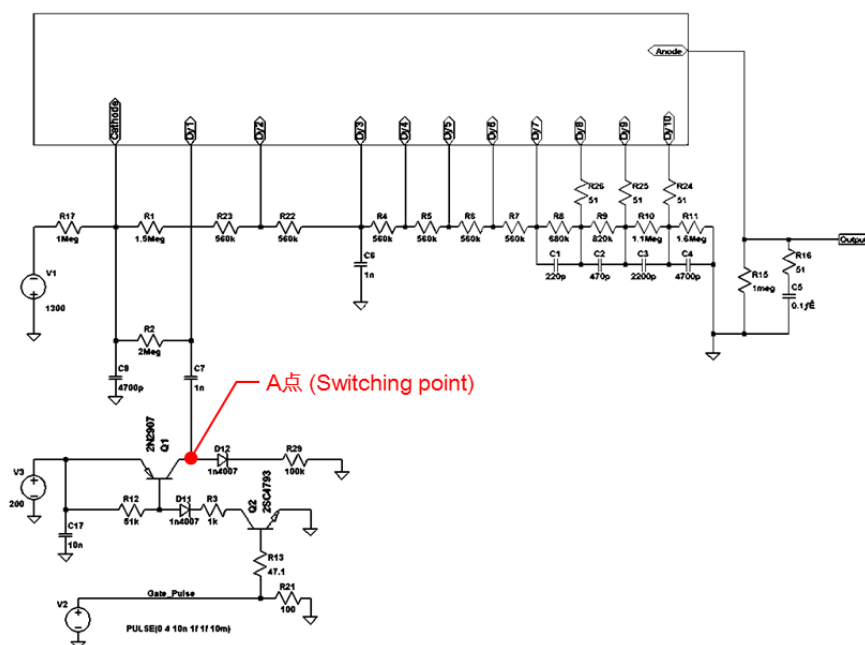 Anode
Cathode
Dy1
Dy2
Dy3
Dy4
Dy5
Dy6
Dy7
Dy8
Dy9
Dy10
R26
51
R25
51
R24
51
R17
1Meg
R1
1.5Meg
R23
560k
R22
560k
R4
560k
R5
560k
R6
560k
R7
560k
R8
680k
R9
820k
R10
1.1Meg
R11
1.6Meg
Output
V1
1300
C6
1n
C1
220p
C2
470p
C3
2200p
C4
4700p
R15
1meg
R16
51
C5
0.1ƒÊ
R2
2Meg
C9
4700p
C7
1n
A点 (Switching point)
2N2907
Q1
D12
1n4007
R29
100k
V3
200
R12
51k
D11
1n4007
R3
1k
Q2
2SC4793
C17
10n
R13
47.1
Gate_Pulse
R21
100
V2
PULSE(0 4 10n 1f 1f 10m)